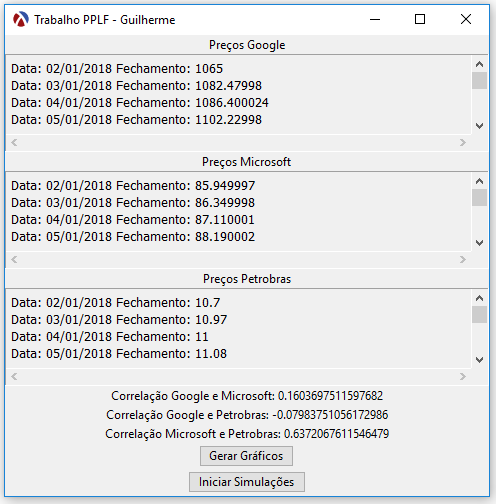 Trabalho PPLF - Guilherme
Preços Google
Data: 02/01/2018 Fechamento: 1065
Data: 03/01/2018 Fechamento: 1082.47998
Data: 04/01/2018 Fechamento: 1086.400024
Data: 05/01/2018 Fechamento: 1102.22998
Preços Microsoft
Data: 02/01/2018 Fechamento: 85.949997
Data: 03/01/2018 Fechamento: 86.349998
Data: 04/01/2018 Fechamento: 87.110001
Data: 05/01/2018 Fechamento: 88.190002
Preços Petrobras
Data: 02/01/2018 Fechamento: 10.7
Data: 03/01/2018 Fechamento: 10.97
Data: 04/01/2018 Fechamento: 11
Data: 05/01/2018 Fechamento: 11.08
Correlação Google e Microsoft: 0.1603697511597682
Correlação Google e Petrobras: -0.07983751056172986
Correlação Microsoft e Petrobras: 0.6372067611546479
Gerar Gráficos
Iniciar Simulações